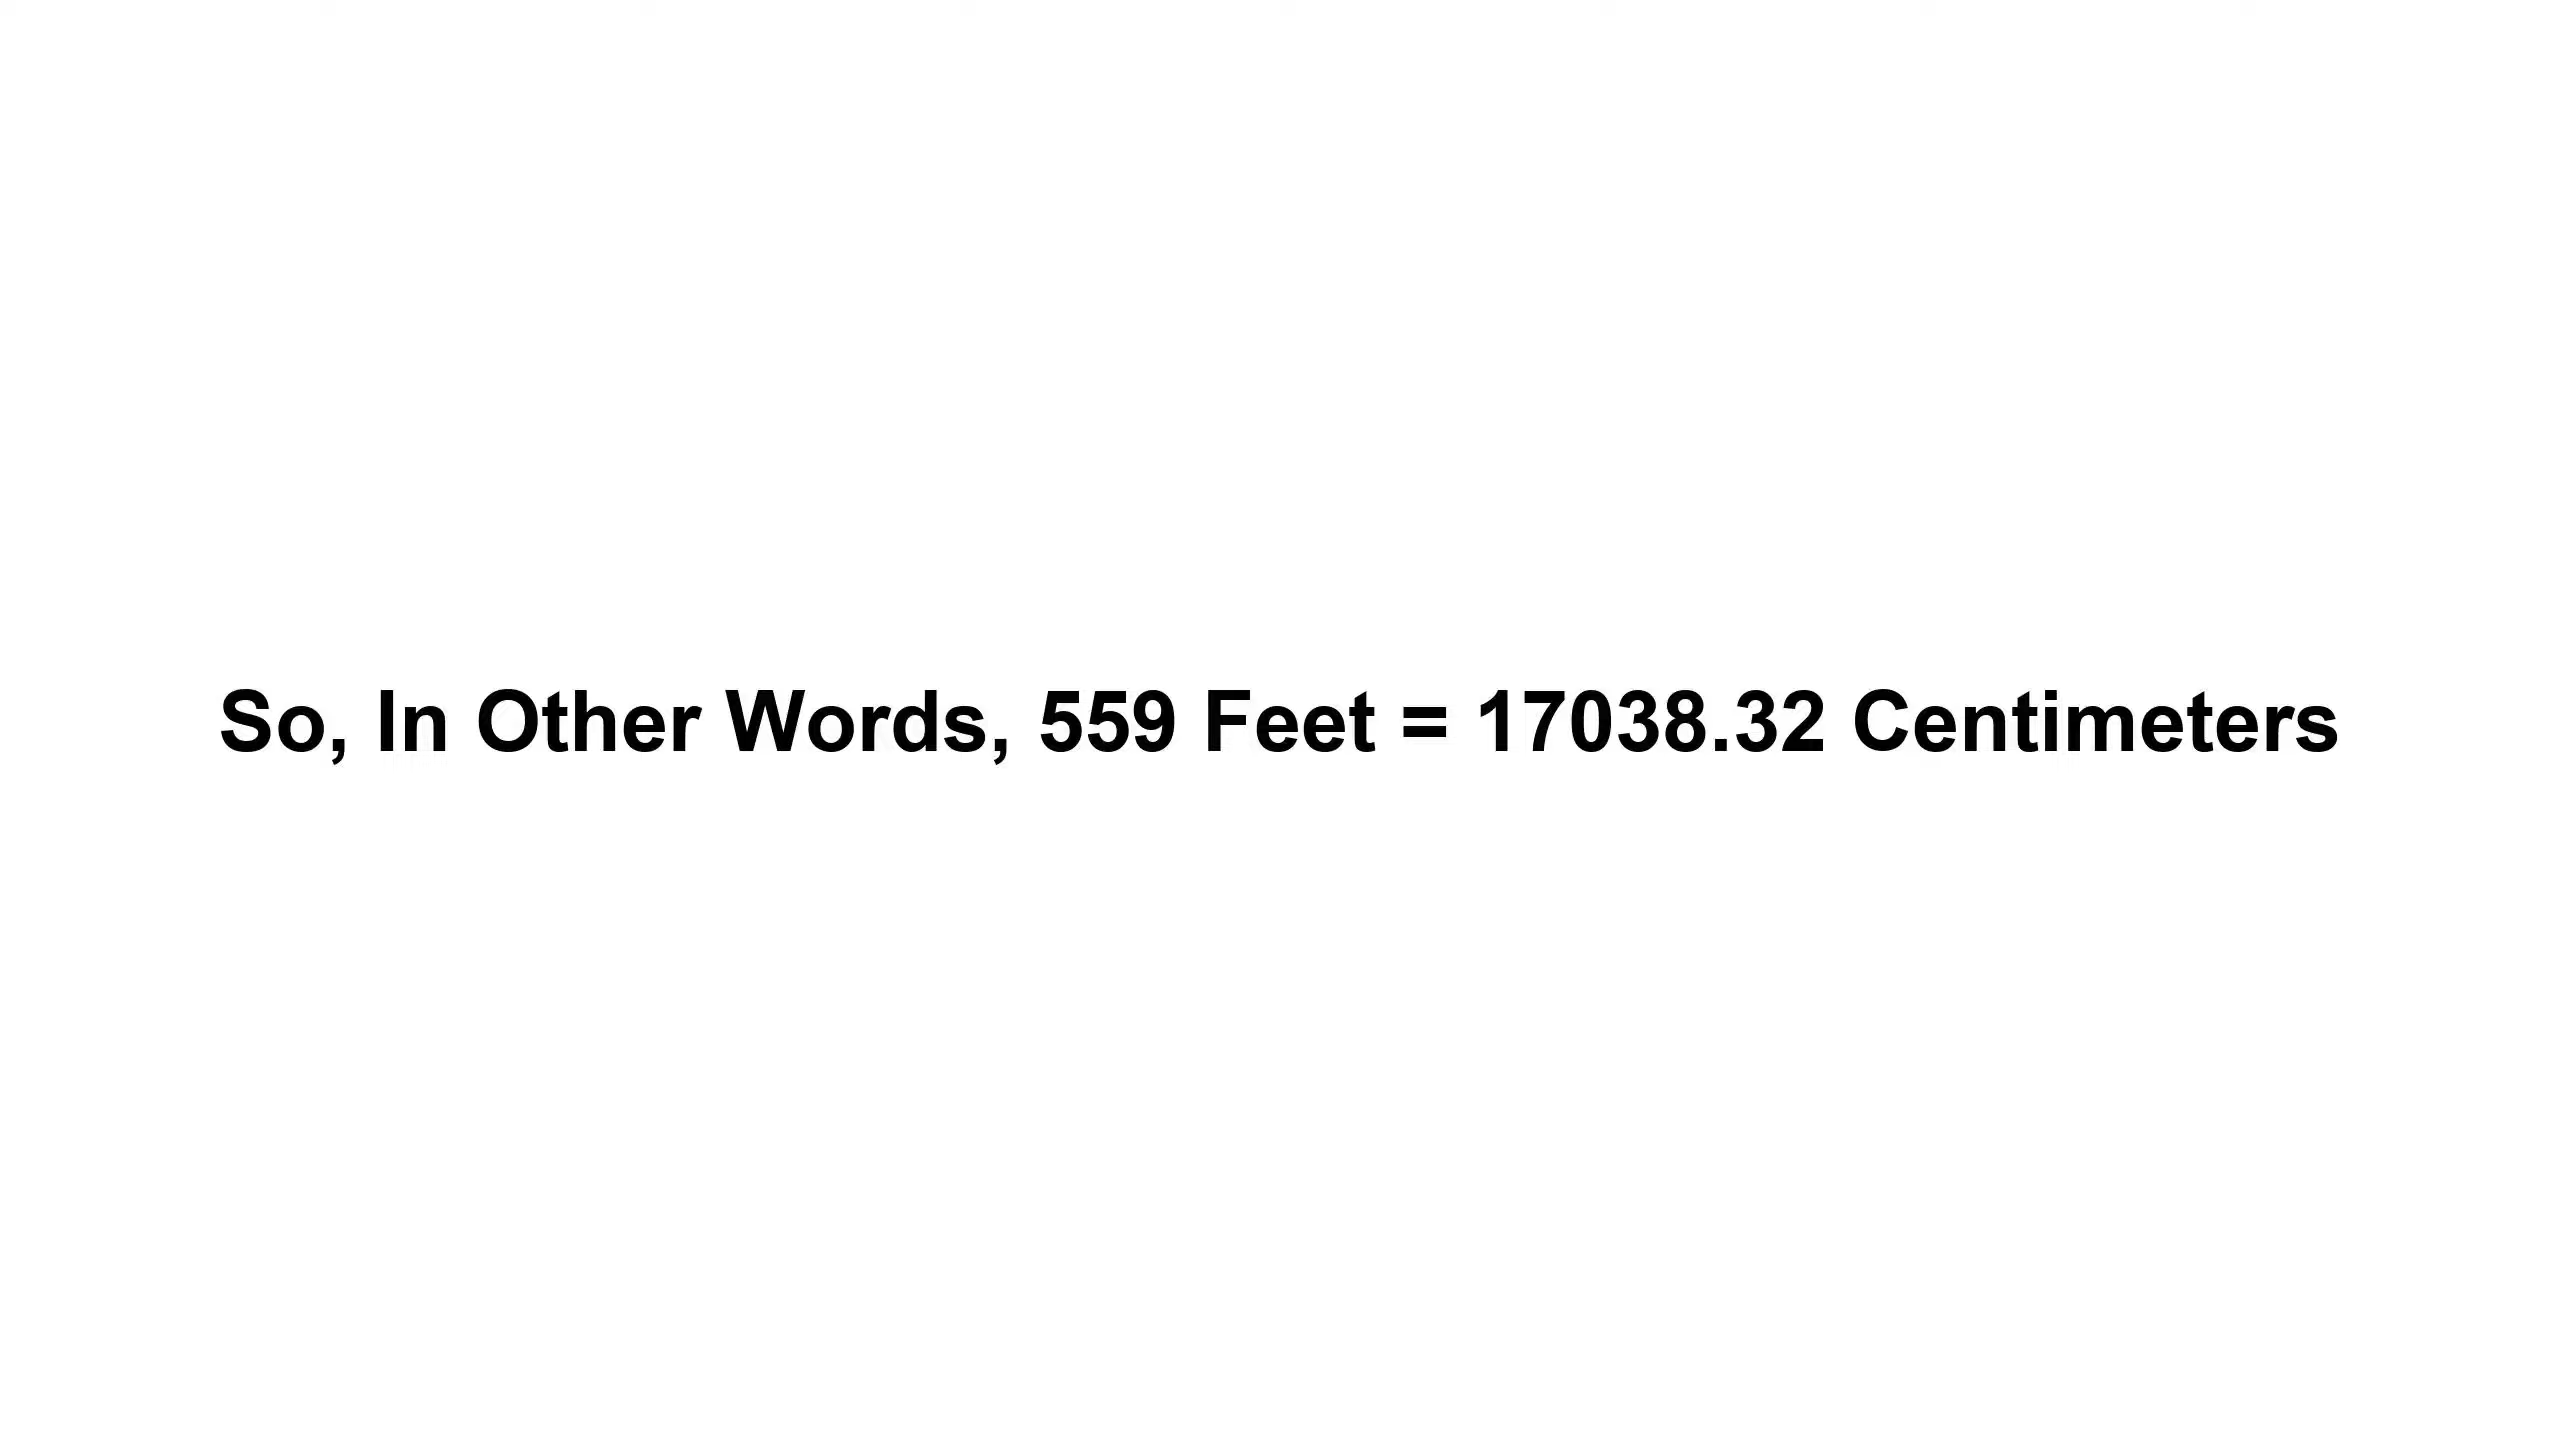 So, In Other Words, 559 Feet = 17038.32 Centimeters